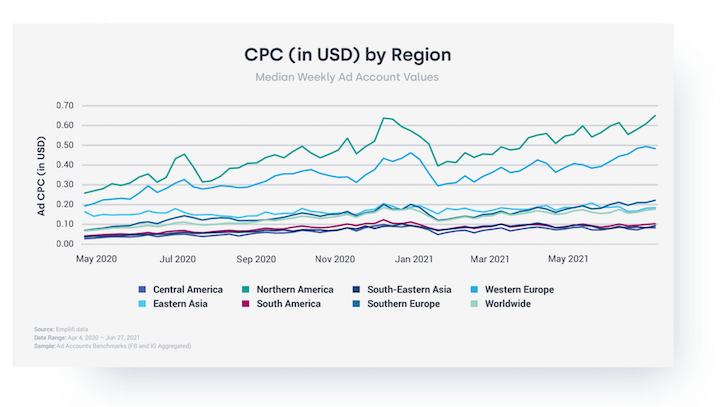 CPC (in USD) by Region
Median Weekly Ad Account Values
Ad CPC (in USD)
0.70
0.60
0.50
0.40
0.30
0.20
0.10
0.00
May 2020 Jul 2020 Sep 2020 Nov 2020 Jan 2021 Mar 2021 May 2021
Central America Northern America South-Eastern Asia Western Europe
Eastern Asia South America Southern Europe Worldwide
Source: Emplifi data
Date Range: Apr 4, 2020 – Jun 27, 2021
Sample: Ad Accounts Benchmarks (FB and IG Aggregated)